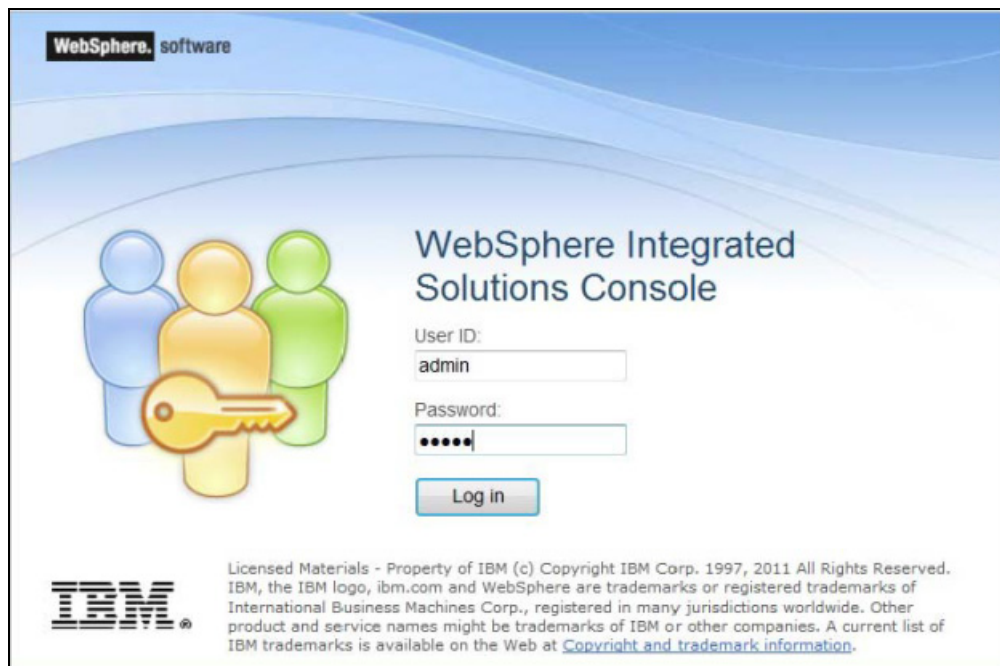 WebSphere. software
WebSphere Integrated
Solutions Console
User ID:
admin
Password:
•••••
Log in
Licensed Materials - Property of IBM (c) Copyright IBM Corp. 1997, 2011 All Rights Reserved.
IBM, the IBM logo, ibm.com and WebSphere are trademarks or registered trademarks of
International Business Machines Corp., registered in many jurisdictions worldwide. Other
product and service names might be trademarks of IBM or other companies. A current list of
IBM trademarks is available on the Web at Copyright and trademark information.
IBM®